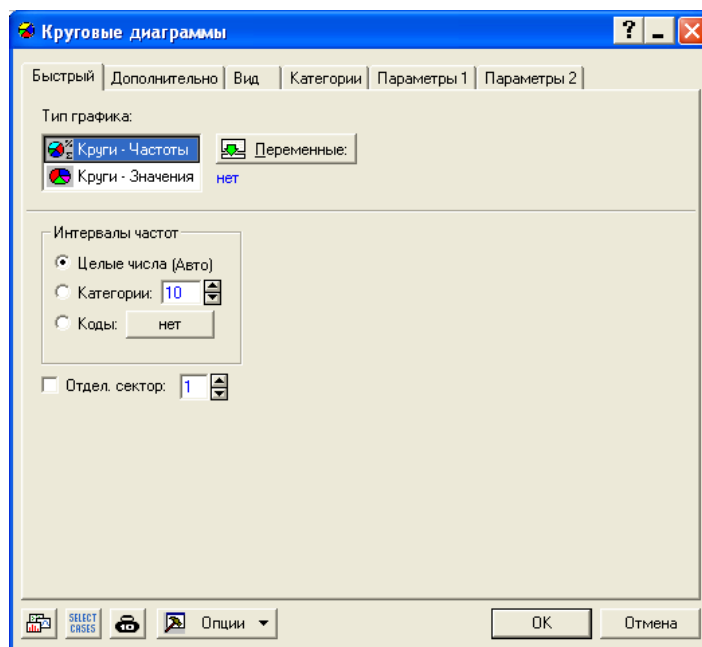 Круговые диаграммы
Быстрый Дополнительно Вид Категории Параметры 1 Параметры 2
Тип графика:
Круги - Частоты
Переменные:
Круги - Значения
нет
Интервалы частот
Целые числа (Авто)
Категории: 10
Коды: нет
Отдел. сектор: 1
SELECT CASES
Опции
OK
Отмена